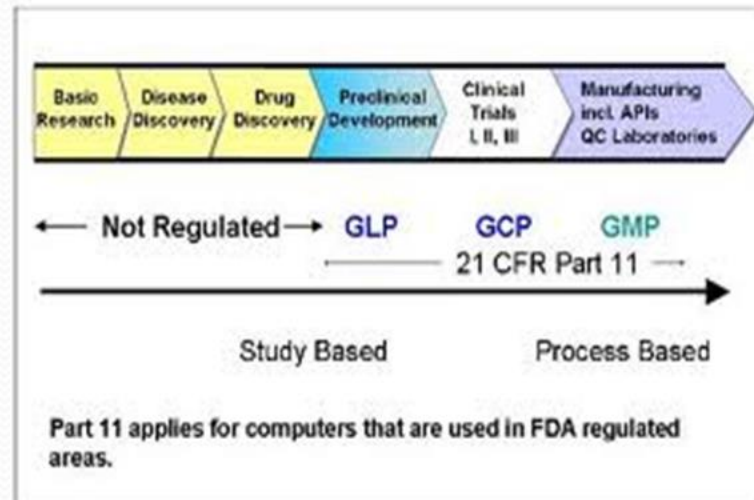 Basic
Research
Disease
Discovery
Drug
Discovery
Preclinical
Development
Clinical
Trials
I, II, III
Manufacturing
incl. APIs
QC Laboratories
Not Regulated
GLP
GCP
GMP
21 CFR Part 11
Study Based
Process Based
Part 11 applies for computers that are used in FDA regulated
areas.